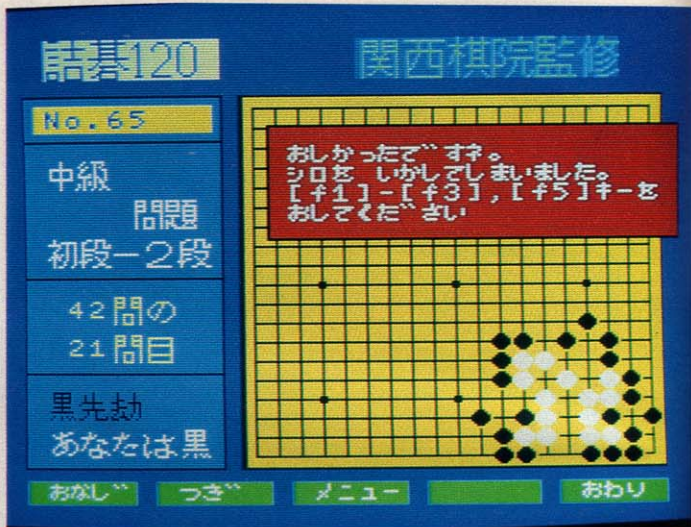 詰碁120
関西棋院監修
No.65
中級
問題
初段－2段
42問の
21問目
黒先劫
あなたは黒
おしかったですネ。
シロを いかしてしまいました。
[f1]-[f3],[f5]キーを
おしてください
おなじ
つぎ
メニュー
おわり